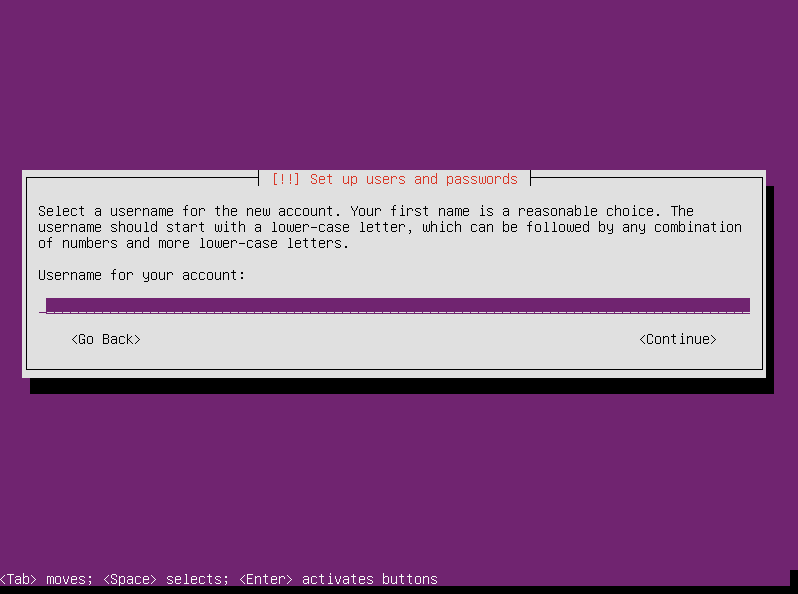 [!!] Set up users and passwords
Select a username for the new account. Your first name is a reasonable choice. The
username should start with a lower-case letter, which can be followed by any combination
of numbers and more lower-case letters.
Username for your account:
<Go Back> <Continue>
<Tab> moves; <Space> selects; <Enter> activates buttons